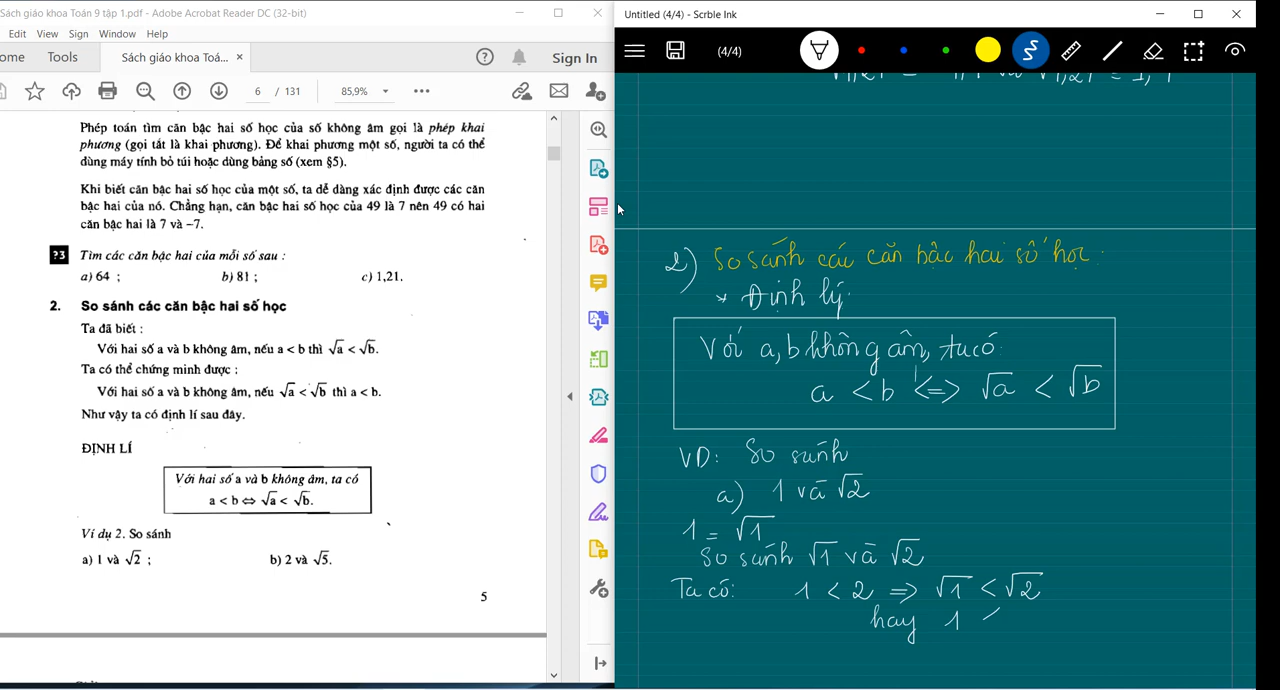 Sách giáo khoa Toán 9 tập 1.pdf - Adobe Acrobat Reader DC (32-bit)
Edit View Sign Window Help
ome Tools Sách giáo khoa Toá... × Sign In
6 / 131 85,9%
Phép toán tìm căn bậc hai số học của số không âm gọi là phép khai
phương (gọi tắt là khai phương). Để khai phương một số, người ta có thể
dùng máy tính bỏ túi hoặc dùng bảng số (xem §5).
Khi biết căn bậc hai số học của một số, ta dễ dàng xác định được các căn
bậc hai của nó. Chẳng hạn, căn bậc hai số học của 49 là 7 nên 49 có hai
căn bậc hai là 7 và –7.
?3 Tìm các căn bậc hai của mỗi số sau :
a) 64 ; b) 81 ; c) 1,21.
2. So sánh các căn bậc hai số học
Ta đã biết :
Với hai số a và b không âm, nếu a < b thì √a < √b.
Ta có thể chứng minh được :
Với hai số a và b không âm, nếu √a < √b thì a < b.
Như vậy ta có định lí sau đây.
ĐỊNH LÍ
Với hai số a và b không âm, ta có
a < b ⇔ √a < √b.
Ví dụ 2. So sánh
a) 1 và √2 ; b) 2 và √5.
5
Untitled (4/4) - Scrble Ink
(4/4)
2) So sánh các căn bậc hai số học.
* Định lý:
Với a, b không âm, ta có:
a < b <=> √a < √b
VD: So sánh
a) 1 và √2
1 = √1
So sánh √1 và √2
Ta có: 1 < 2 => √1 < √2
hay 1